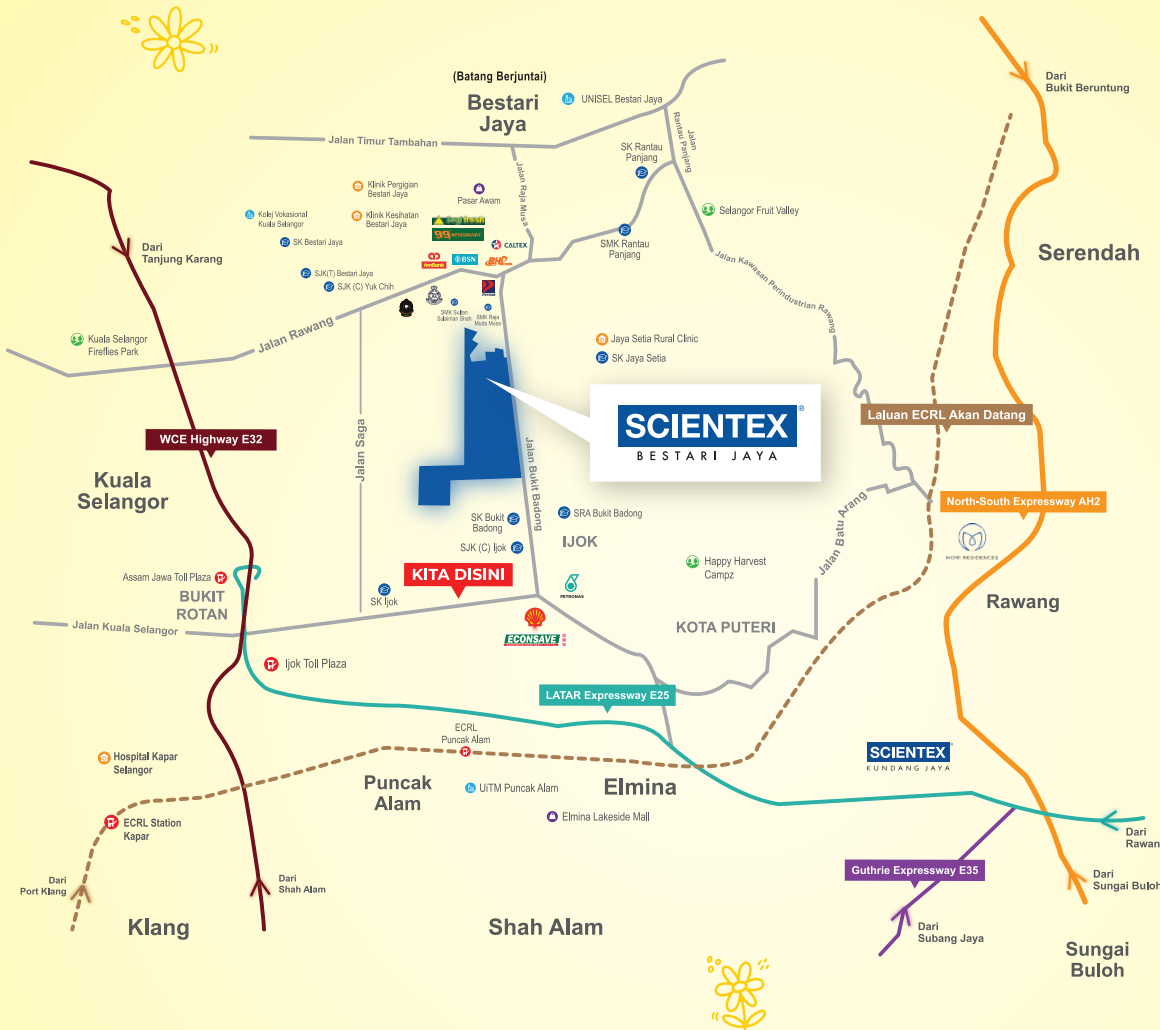 (Batang Berjuntai)
Bestari
Jaya
UNISEL Bestari Jaya
Dari
Bukit Beruntung
Jalan Timur Tambahan
Jalan Raja Musa
Jalan
Rantau Panjang
SK Rantau
Panjang
Klinik Pergigian
Bestari Jaya
Pasar Awam
Kolej Vokasional
Kuala Selangor
Klinik Kesihatan
Bestari Jaya
99 SPEEDMART
Selangor Fruit Valley
SK Bestari Jaya
CALTEX
SMK Rantau
Panjang
Dari
Tanjung Karang
Serendah
AmBank
BSN
BHP
SJK(T) Bestari Jaya
SJK (C) Yuk Chih
PETRON
Jalan Kawasan Perindustrian Rawang
SMK Sultan
Sulaiman Shah
SMK Raja
Muda Musa
Jalan Rawang
Kuala Selangor
Fireflies Park
Jaya Setia Rural Clinic
SK Jaya Setia
SCIENTEX®
BESTARI JAYA
Laluan ECRL Akan Datang
WCE Highway E32
Jalan Saga
Jalan Bukit Badong
Kuala
Selangor
North-South Expressway AH2
SK Bukit
Badong
SRA Bukit Badong
Jalan Batu Arang
SJK (C) Ijok
IJOK
Happy Harvest
Campz
Assam Jawa Toll Plaza
KITA DISINI
PETRONAS
BUKIT
ROTAN
SK Ijok
Rawang
Jalan Kuala Selangor
KOTA PUTERI
ECONSAVE
Ijok Toll Plaza
LATAR Expressway E25
ECRL
Puncak Alam
SCIENTEX
KUNDANG JAYA
Hospital Kapar
Selangor
Puncak
Alam
UiTM Puncak Alam
Elmina
Elmina Lakeside Mall
ECRL Station
Kapar
Dari
Rawan
Guthrie Expressway E35
Dari
Port Klang
Dari
Shah Alam
Dari
Sungai Buloh
Klang
Shah Alam
Dari
Subang Jaya
Sungai
Buloh